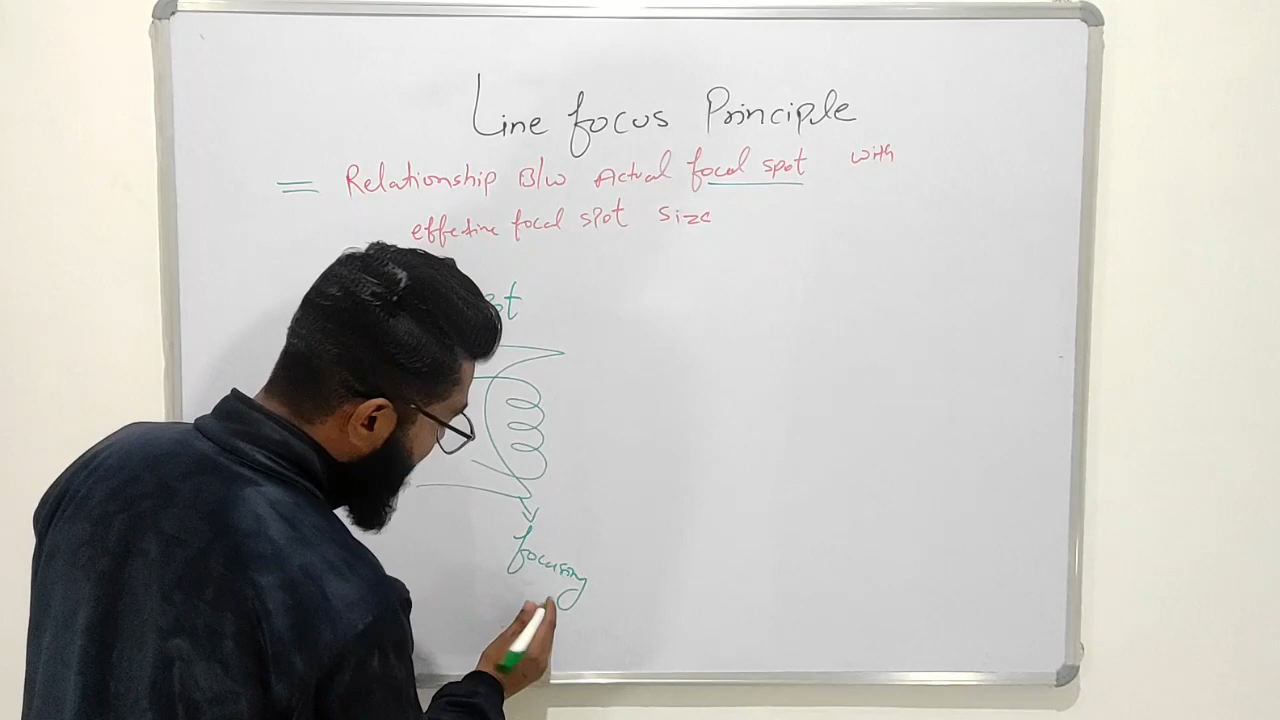 Line focus Principle
= Relationship B/w Actual focal spot with
effective focal spot size
focusing